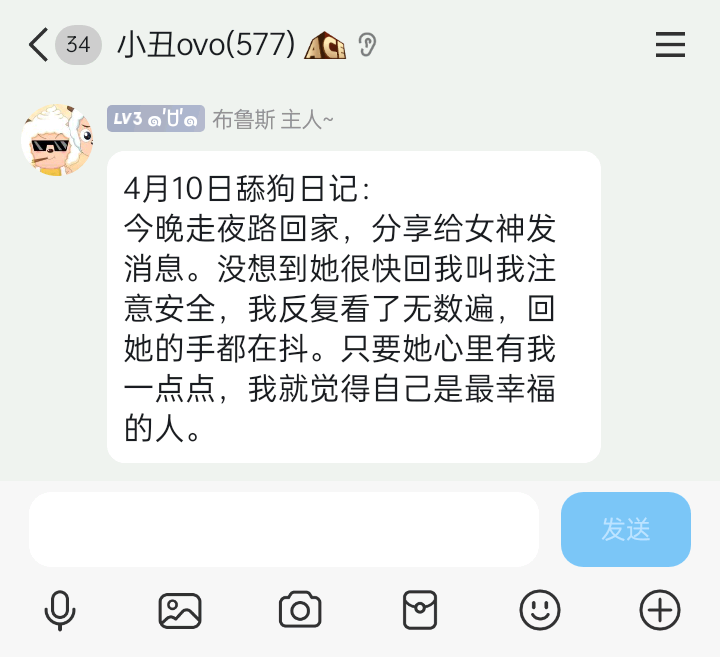 34 小丑ovo(577) ACE
LV3 ๑'ㅂ'๑ 布鲁斯 主人~
4月10日舔狗日记：
今晚走夜路回家，分享给女神发
消息。没想到她很快回我叫我注
意安全，我反复看了无数遍，回
她的手都在抖。只要她心里有我
一点点，我就觉得自己是最幸福
的人。
发送